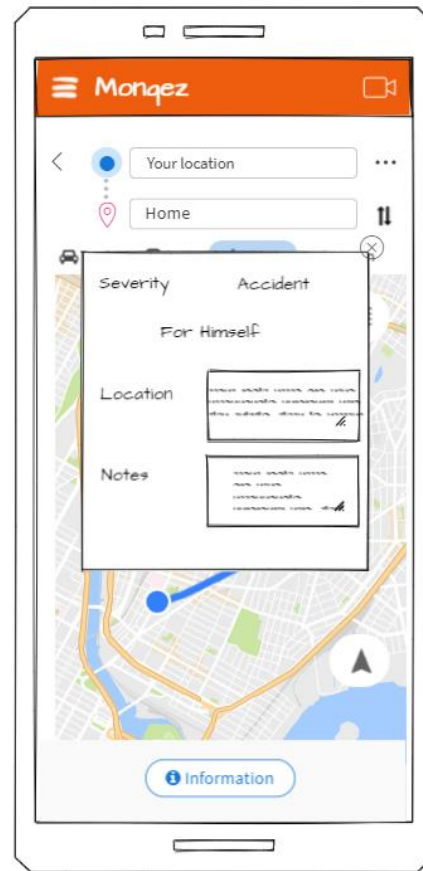 Monqez
Your location
Home
Severity Accident
For Himself
Location
Notes
Information